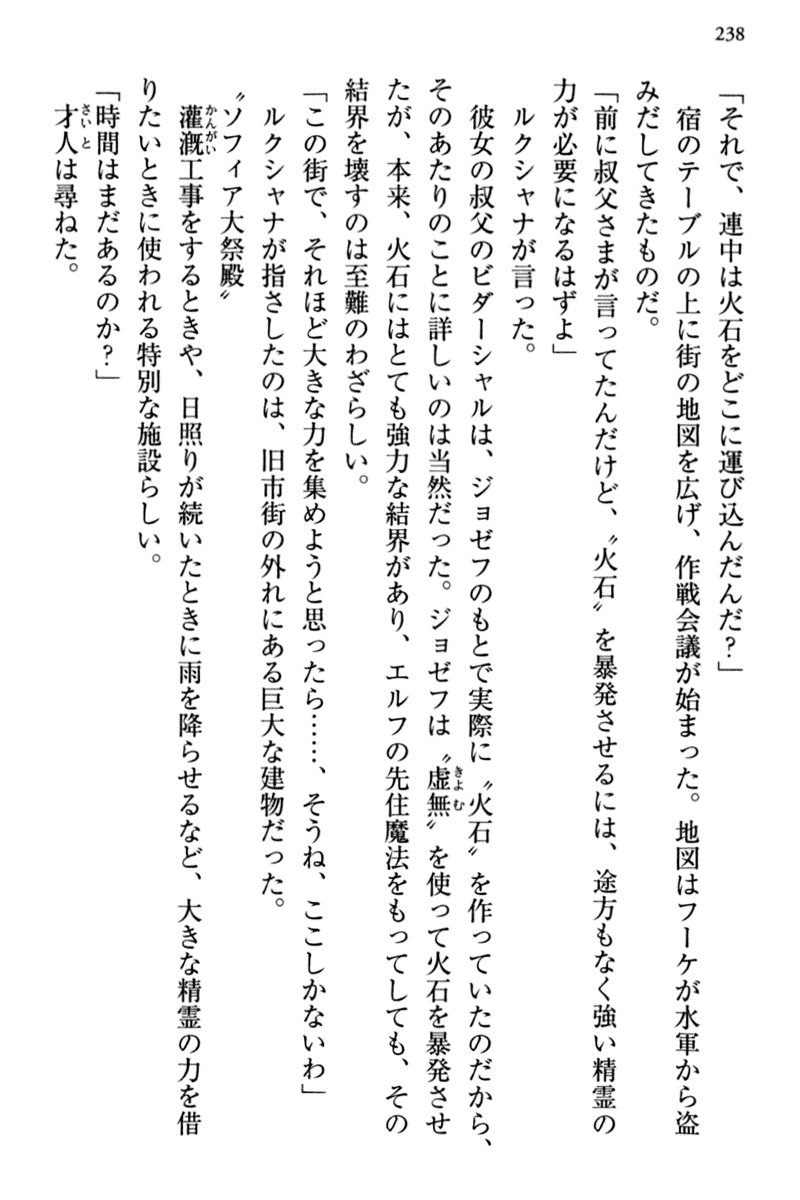 238
「それで、連中は火石をどこに運び込んだんだ？」
宿のテーブルの上に街の地図を広げ、作戦会議が始まった。地図はフーケが水軍から盗
みだしてきたものだ。
「前に叔父さまが言ってたんだけど、〝火石〟を暴発させるには、途方もなく強い精霊の
力が必要になるはずよ」
ルクシャナが言った。
彼女の叔父のビダーシャルは、ジョゼフのもとで実際に〝火石〟を作っていたのだから、
そのあたりのことに詳しいのは当然だった。ジョゼフは〝虚無〟を使って火石を暴発させ
たが、本来、火石にはとても強力な結界があり、エルフの先住魔法をもってしても、その
結界を壊すのは至難のわざらしい。
「この街で、それほど大きな力を集めようと思ったら……、そうね、ここしかないわ」
ルクシャナが指さしたのは、旧市街の外れにある巨大な建物だった。
〝ソフィア大祭殿〟
灌漑工事をするときや、日照りが続いたときに雨を降らせるなど、大きな精霊の力を借
りたいときに使われる特別な施設らしい。
「時間はまだあるのか？」
才人は尋ねた。